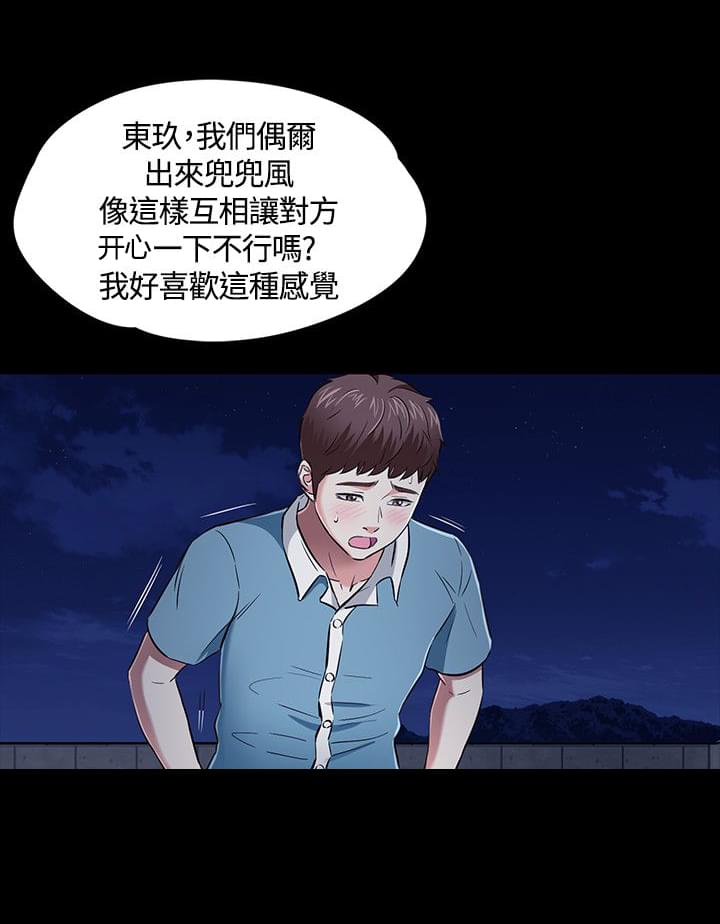 東玖，我們偶爾
出來兜兜風
像這樣互相讓對方
开心一下不行嗎?
我好喜歡這種感覺